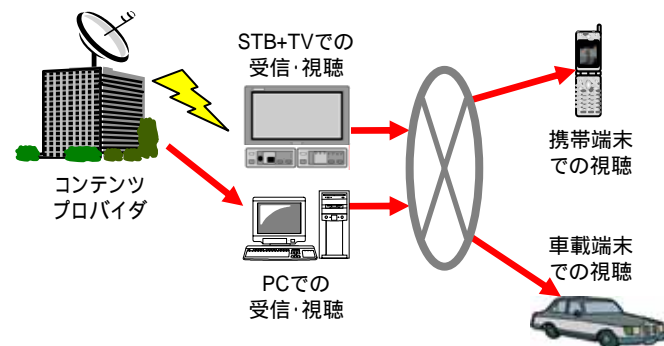 STB+TVでの
受信･視聴
コンテンツ
プロバイダ
PCでの
受信･視聴
携帯端末
での視聴
車載端末
での視聴